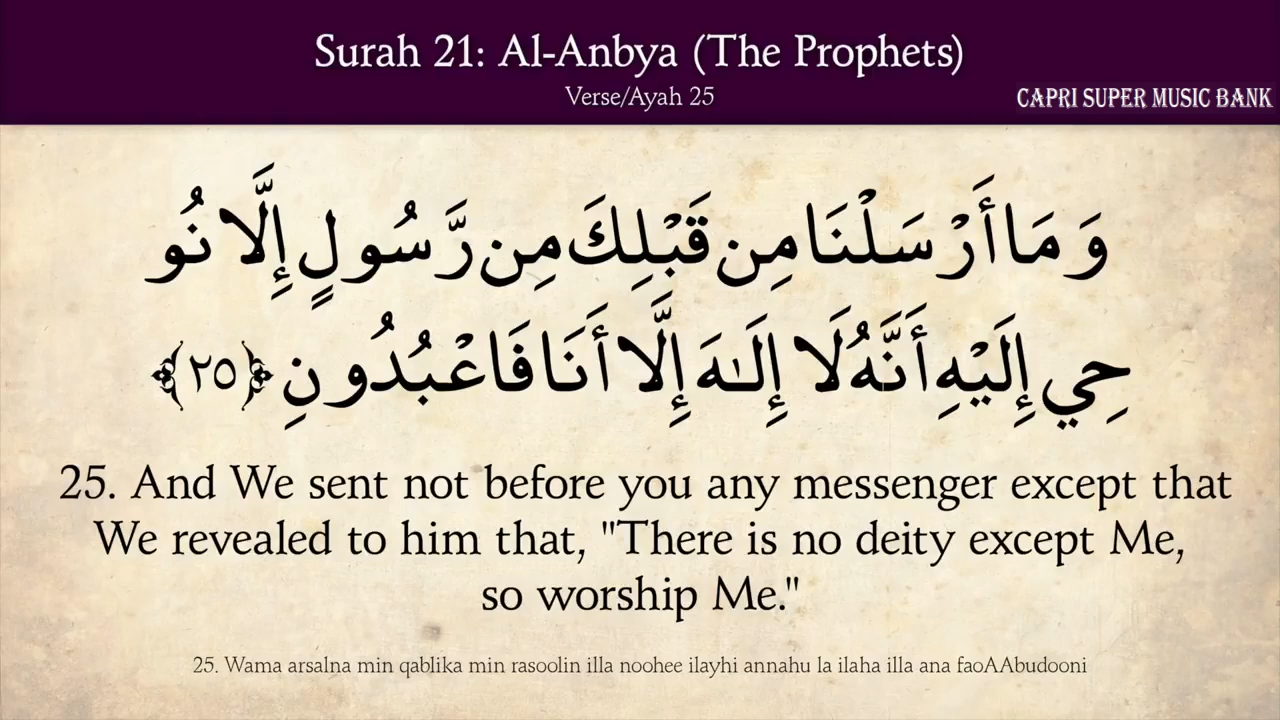 Surah 21: Al-Anbya (The Prophets)
Verse/Ayah 25
CAPRI SUPER MUSIC BANK
وَمَا أَرْسَلْنَا مِن قَبْلِكَ مِن رَّسُولٍ إِلَّا نُو
حِي إِلَيْهِ أَنَّهُ لَا إِلَـٰهَ إِلَّا أَنَا فَاعْبُدُونِ ﴿٢٥﴾
25. And We sent not before you any messenger except that
We revealed to him that, "There is no deity except Me,
so worship Me."
25. Wama arsalna min qablika min rasoolin illa noohee ilayhi annahu la ilaha illa ana faoAAbudooni